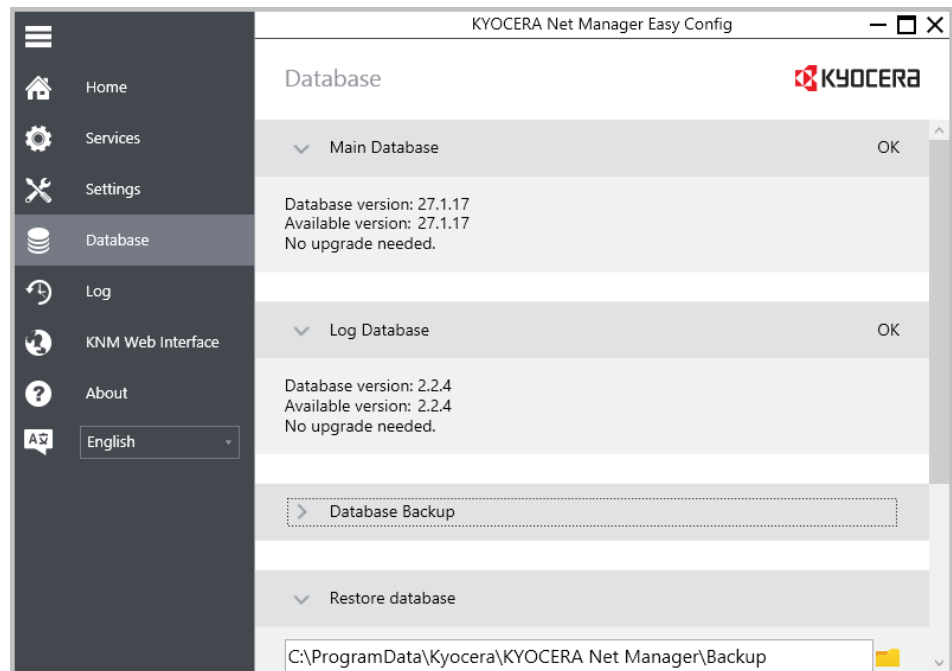 KYOCERA Net Manager Easy Config
Home
Services
Settings
Database
Log
KNM Web Interface
About
English
Database
KYOCERA
Main Database OK
Database version: 27.1.17
Available version: 27.1.17
No upgrade needed.
Log Database OK
Database version: 2.2.4
Available version: 2.2.4
No upgrade needed.
Database Backup
Restore database
C:\ProgramData\Kyocera\KYOCERA Net Manager\Backup